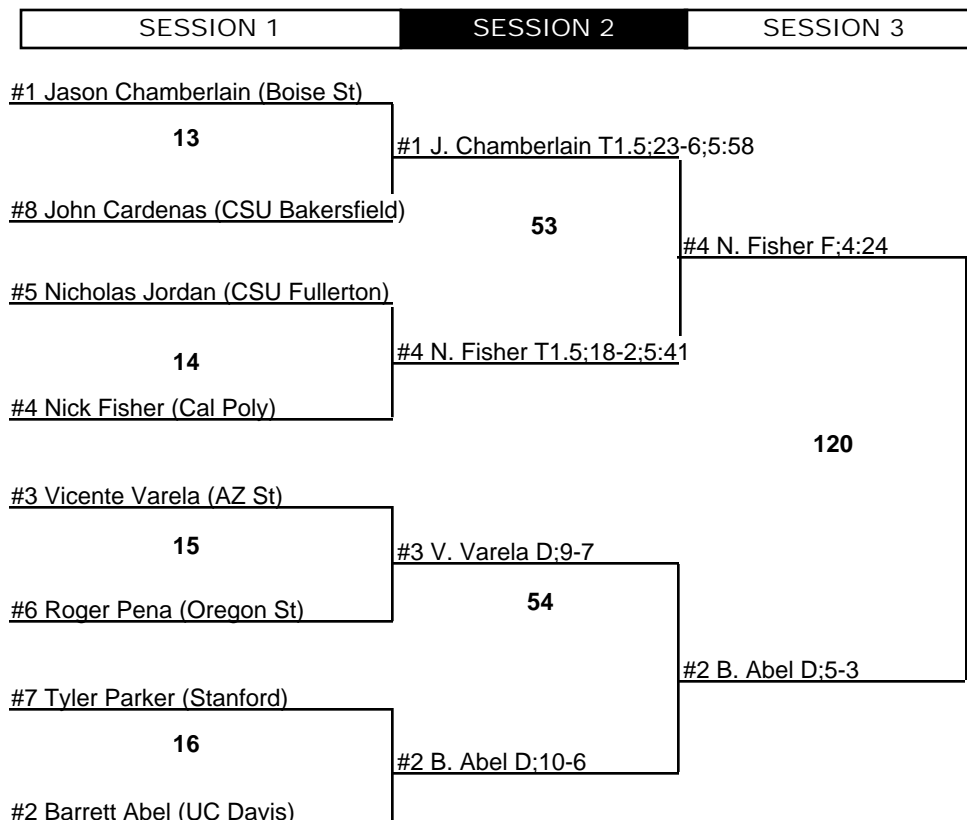 SESSION 1 SESSION 2 SESSION 3
#1 Jason Chamberlain (Boise St)
13
#1 J. Chamberlain T1.5;23-6;5:58
#8 John Cardenas (CSU Bakersfield)
53
#4 N. Fisher F;4:24
#5 Nicholas Jordan (CSU Fullerton)
14
#4 N. Fisher T1.5;18-2;5:41
#4 Nick Fisher (Cal Poly)
120
#3 Vicente Varela (AZ St)
15
#3 V. Varela D;9-7
#6 Roger Pena (Oregon St)
54
#2 B. Abel D;5-3
#7 Tyler Parker (Stanford)
16
#2 B. Abel D;10-6
#2 Barrett Abel (UC Davis)